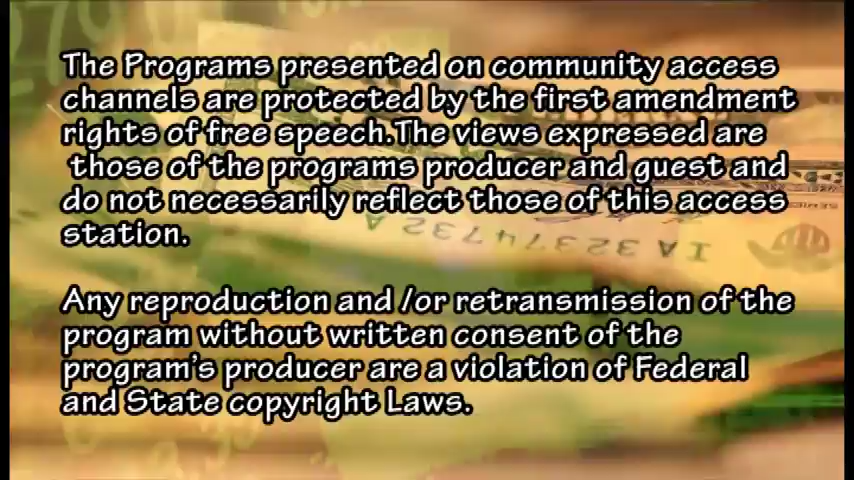 The Programs presented on community access
channels are protected by the first amendment
rights of free speech.The views expressed are
those of the programs producer and guest and
do not necessarily reflect those of this access
station.
Any reproduction and /or retransmission of the
program without written consent of the
program's producer are a violation of Federal
and State copyright Laws.